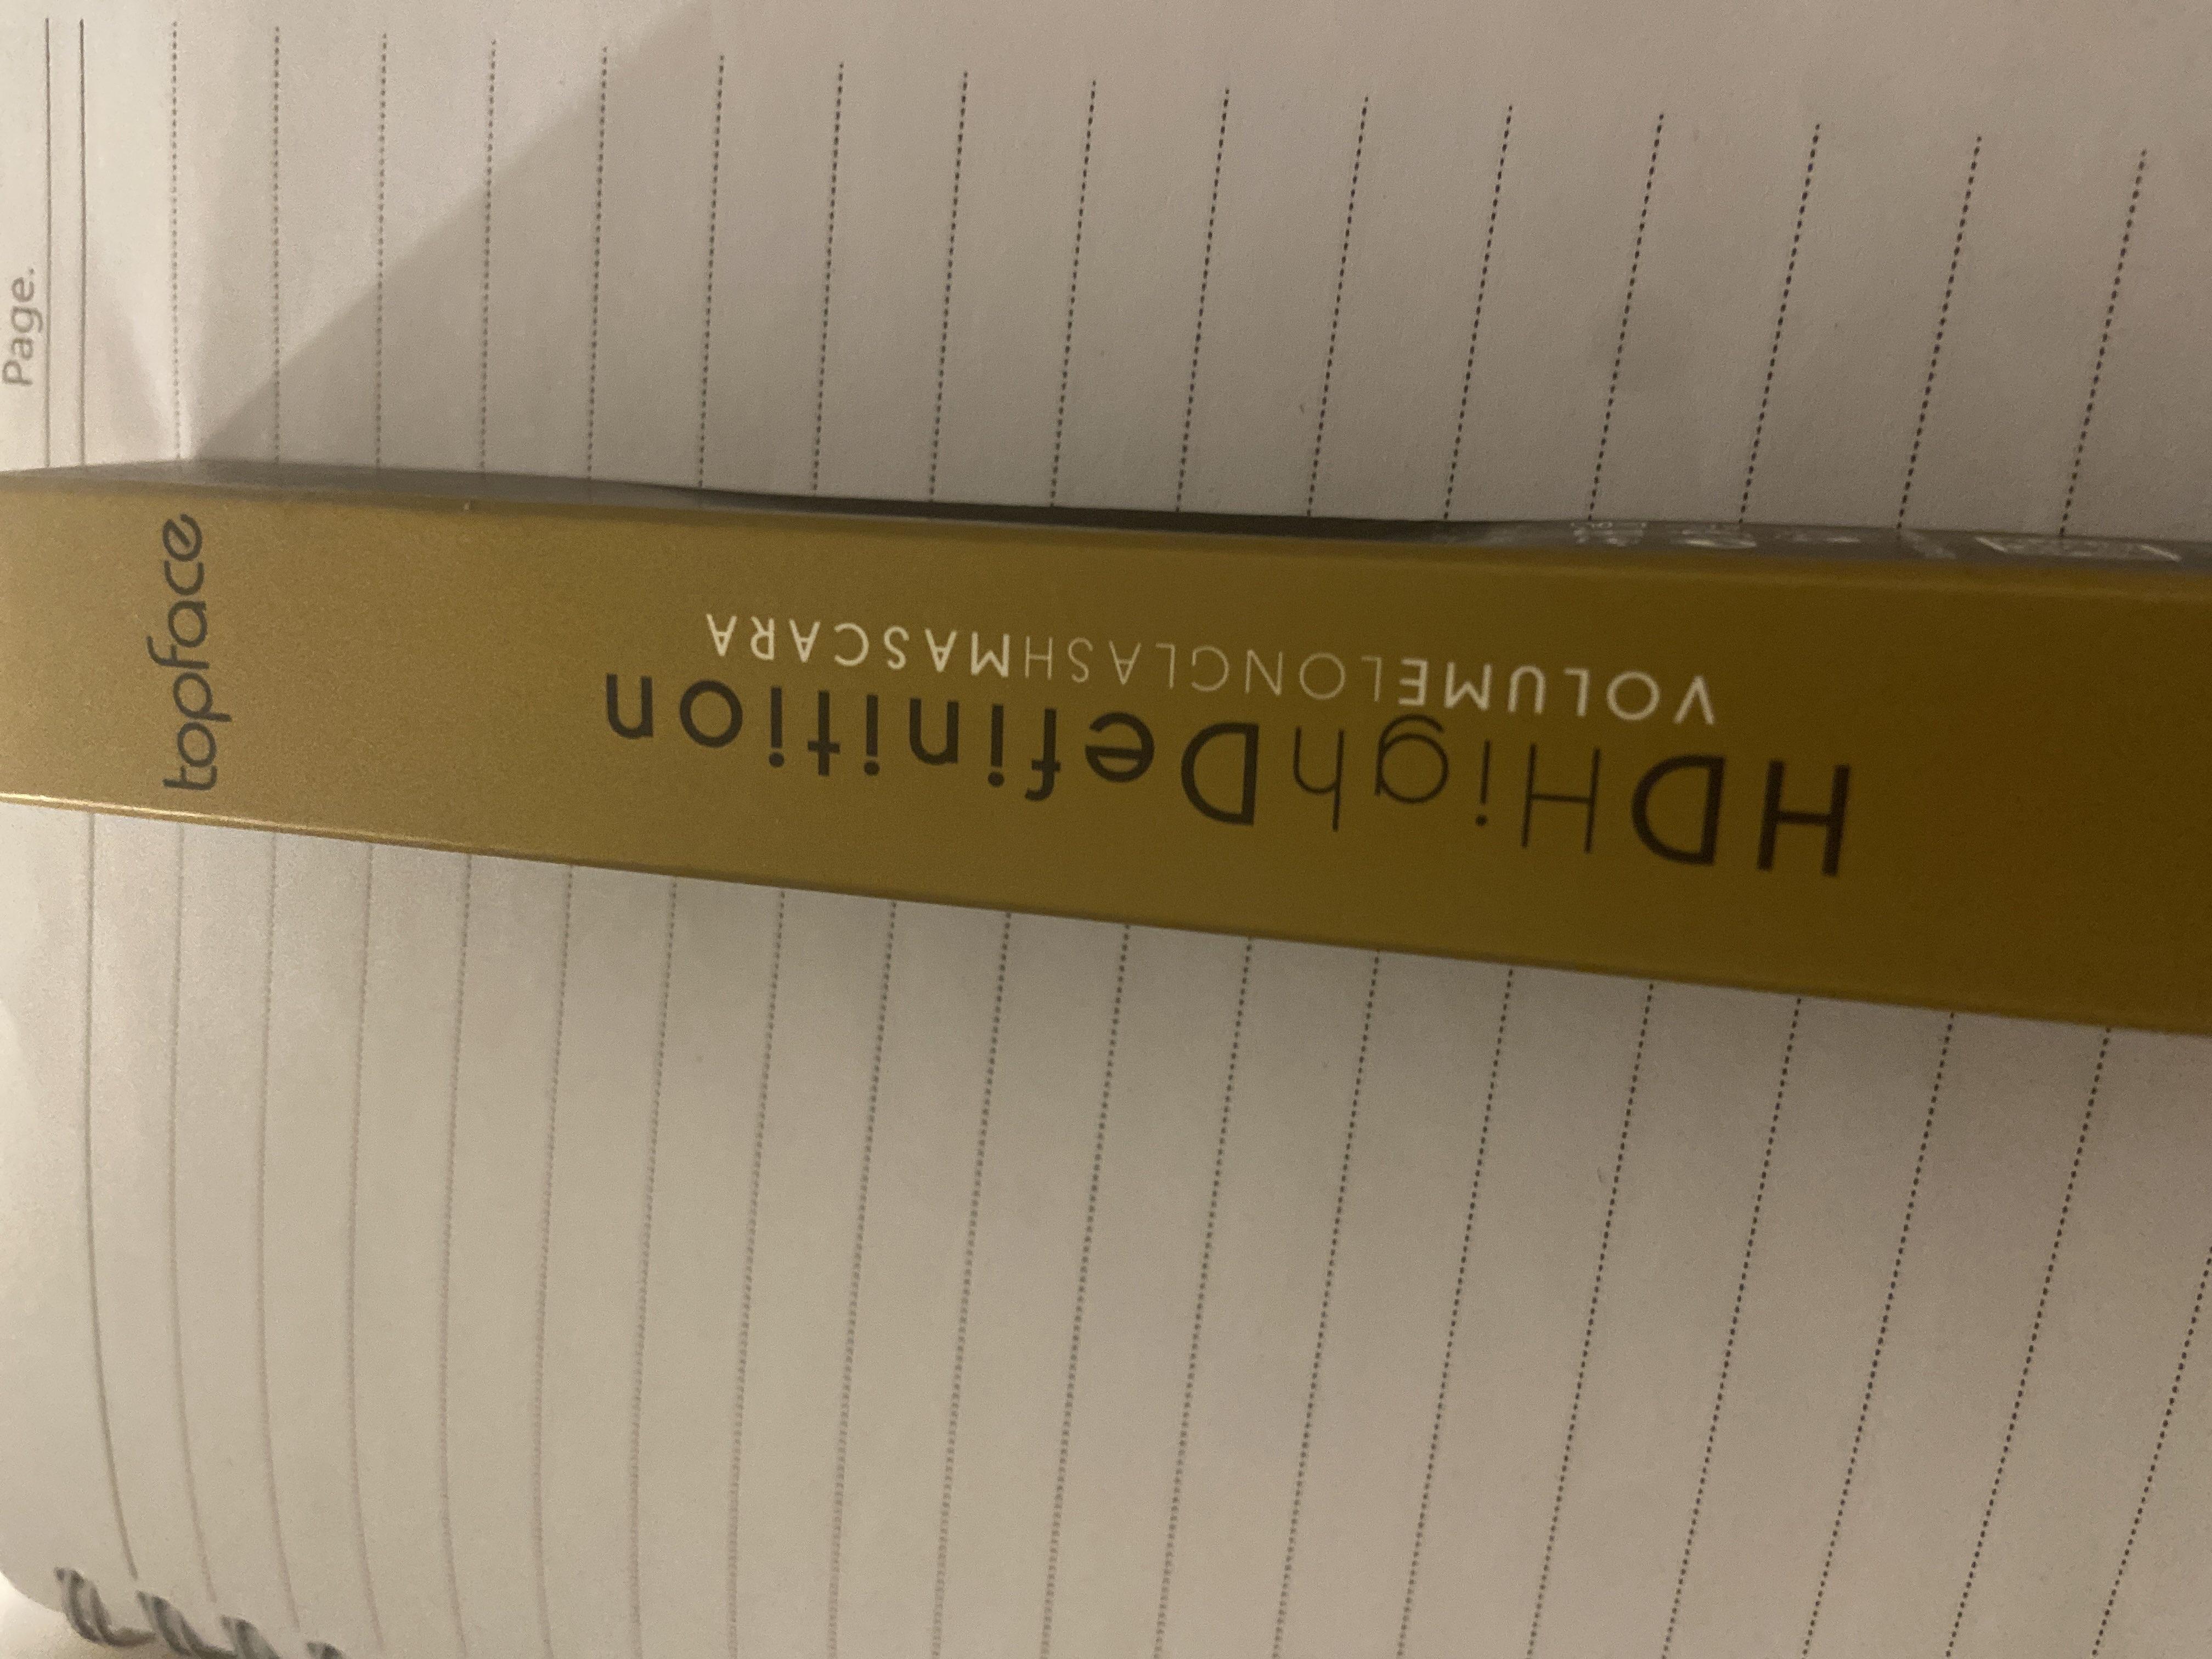 Page.
topface
HDHighDefinition
VOLUMELONGLASHMASCARA